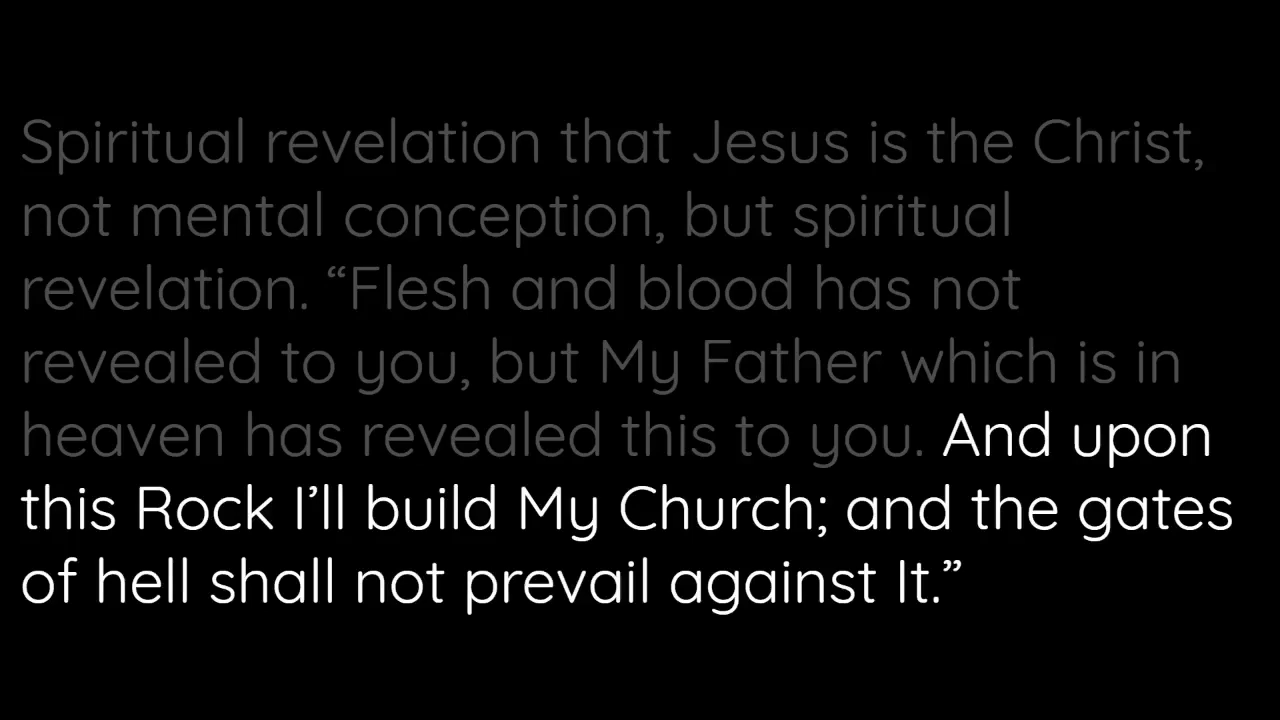 Spiritual revelation that Jesus is the Christ,
not mental conception, but spiritual
revelation. “Flesh and blood has not
revealed to you, but My Father which is in
heaven has revealed this to you. And upon
this Rock I’ll build My Church; and the gates
of hell shall not prevail against It.”